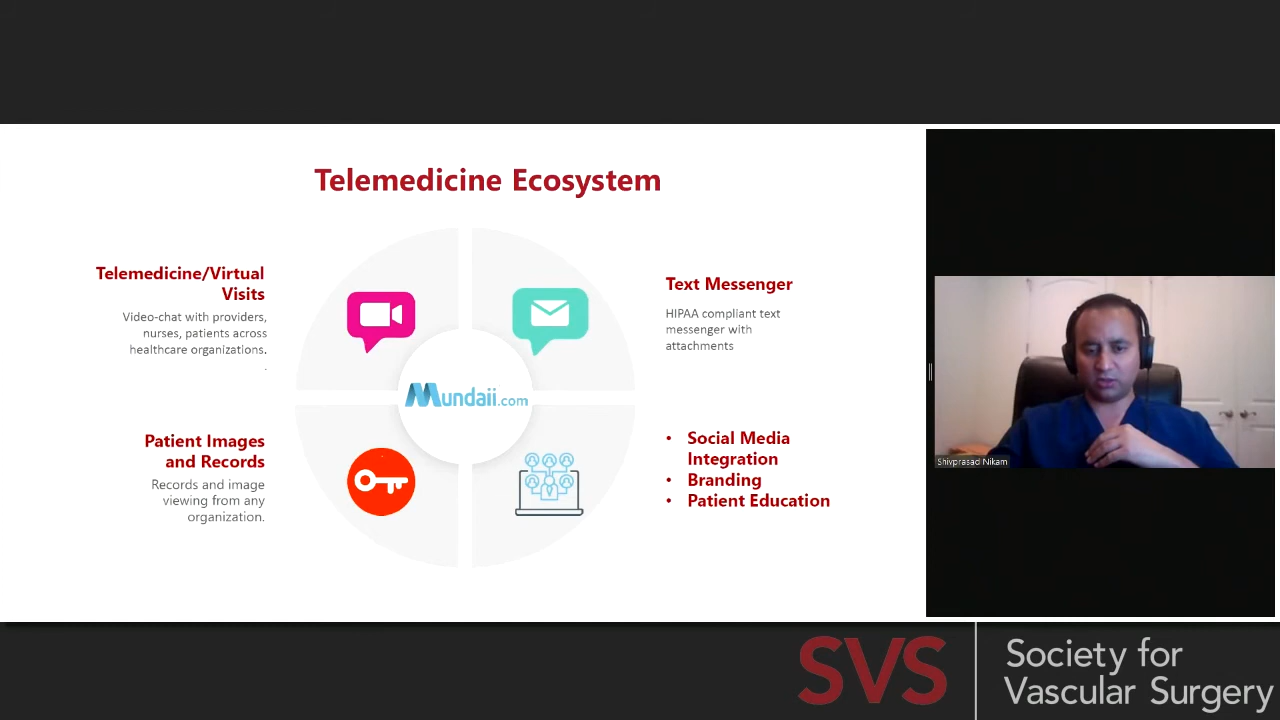 Telemedicine Ecosystem
Telemedicine/Virtual
Visits
Video-chat with providers,
nurses, patients across
healthcare organizations.
.
Text Messenger
HIPAA compliant text
messenger with
attachments
Mundaii.com
Patient Images
and Records
Records and image
viewing from any
organization.
• Social Media
Integration
• Branding
• Patient Education
Shivprasad Nikam
SVS
Society for
Vascular Surgery